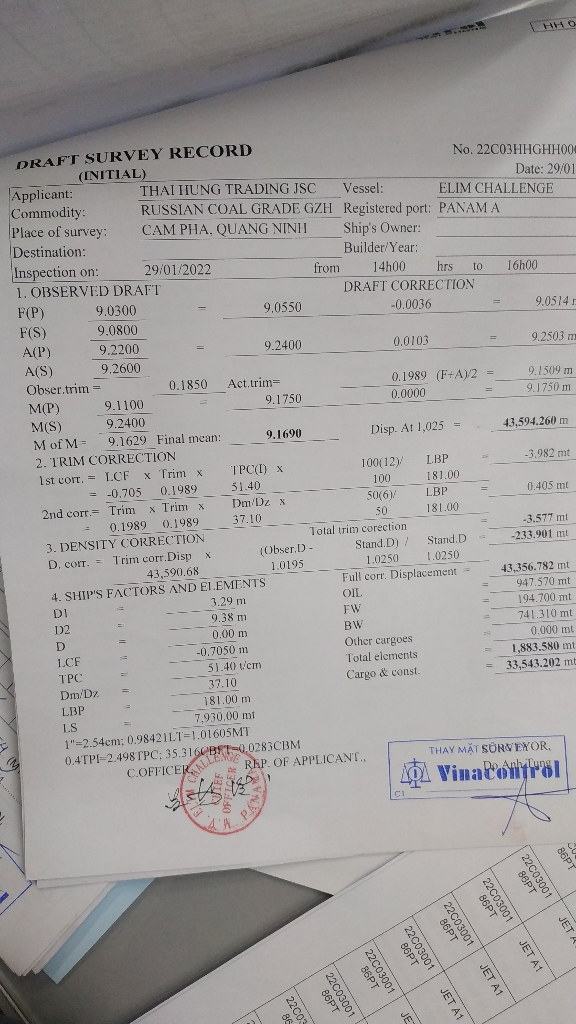 HH 0
DRAFT SURVEY RECORD
(INITIAL)
No. 22C03HHGHH00
Date: 29/01
Applicant: THAI HUNG TRADING JSC Vessel: ELIM CHALLENGE
Commodity: RUSSIAN COAL GRADE GZH Registered port: PANAM A
Place of survey: CAM PHA, QUANG NINH Ship's Owner:
Destination: Builder/Year:
Inspection on: 29/01/2022 from 14h00 hrs to 16h00
1. OBSERVED DRAFT DRAFT CORRECTION
F(P) 9.0300 = 9.0550 -0.0036 = 9.0514
F(S) 9.0800
A(P) 9.2200 = 9.2400 0.0103 = 9.2503 m
A(S) 9.2600
Obser.trim = 0.1850 Act.trim= 0.1989 (F+A)/2 = 9.1509 m
M(P) 9.1100 = 9.1750 0.0000 = 9.1750 m
M(S) 9.2400
M of M= 9.1629 Final mean: 9.1690 Disp. At 1,025 = 43,594.260 m
2. TRIM CORRECTION
1st corr. = LCF x Trim x TPC(I) x 100(12)/ LBP = -3.982 mt
= -0.705 0.1989 51.40 100 181.00
2nd corr.= Trim x Trim x Dm/Dz x 50(6)/ LBP = 0.405 mt
= 0.1989 0.1989 37.10 50 181.00
Total trim corection = -3.577 mt
3. DENSITY CORRECTION
D. corr. = Trim corr.Disp x (Obser.D - Stand.D) / Stand.D = -233.901 mt
43,590.68 1.0195 1.0250 1.0250
4. SHIP'S FACTORS AND ELEMENTS Full corr. Displacement = 43,356.782 mt
D1 = 3.29 m OIL = 947.570 mt
D2 = 9.38 m FW = 194.700 mt
D = 0.00 m BW = 741.310 mt
LCF = -0.7050 m Other cargoes = 0.000 mt
TPC = 51.40 t/cm Total elements = 1,883.580 mt
Dm/Dz = 37.10 Cargo & const. = 33,543.202 mt
LBP = 181.00 m
LS = 7,930.00 mt
1"=2.54cm; 0.98421LT=1.01605MT
0.4TPI=2.498TPC; 35.316CBFT=0.0283CBM
C.OFFICER, REP. OF APPLICANT., SURVEYOR,
M.V. ELIM CHALLENGE
CHIEF OFFICER
PANAMA
THAY MẶT
Vinacontrol
Do Anh Tung
C1
22C03001
86PT
JET A1
22C03001
86PT
JET A1
22C03001
86PT
JET A1
22C03001
86PT
JET A1
22C03001
86PT